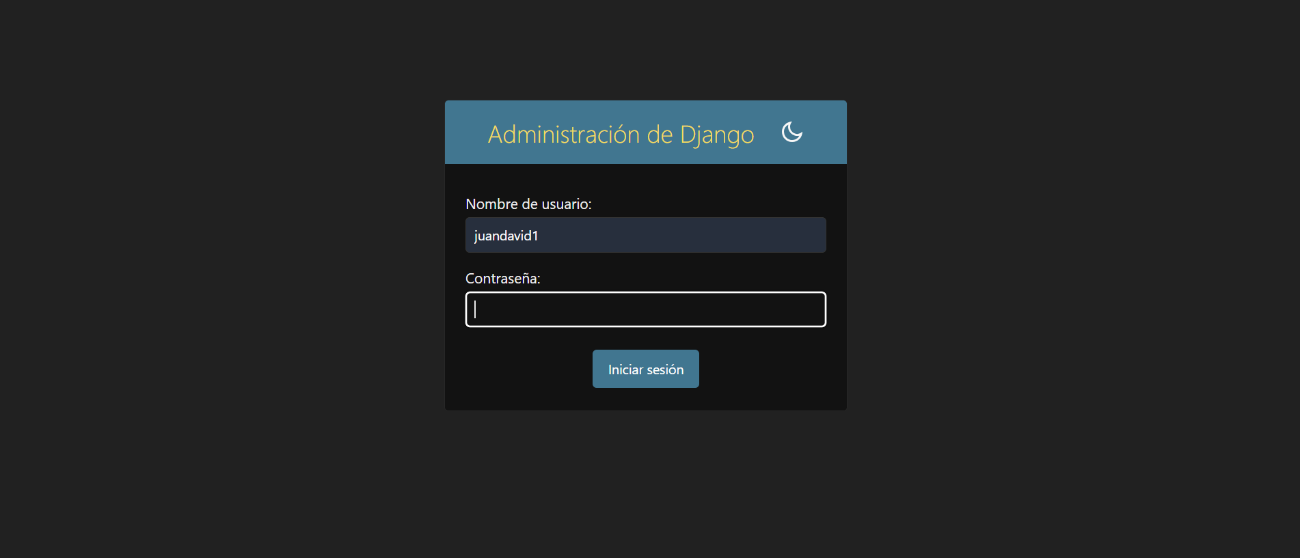 Administración de Django
Nombre de usuario:
juandavid1
Contraseña:
Iniciar sesión